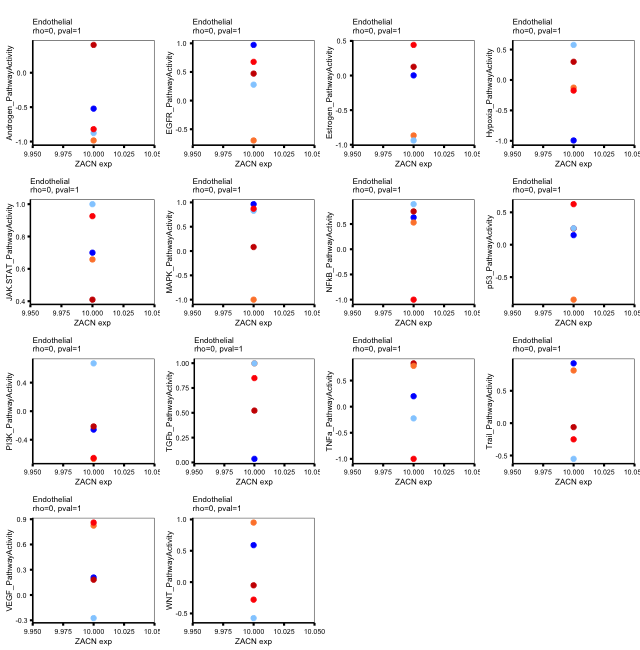 Endothelial
rho=0, pval=1
Androgen_PathwayActivity
0.0
-0.5
-1.0
9.950 9.975 10.000 10.025 10.05
ZACN exp
Endothelial
rho=0, pval=1
EGFR_PathwayActivity
1.0
0.5
0.0
-0.5
9.950 9.975 10.000 10.025 10.05
ZACN exp
Endothelial
rho=0, pval=1
Estrogen_PathwayActivity
0.5
0.0
-0.5
-1.0
9.950 9.975 10.000 10.025 10.05
ZACN exp
Endothelial
rho=0, pval=1
Hypoxia_PathwayActivity
0.5
0.0
-0.5
-1.0
9.950 9.975 10.000 10.025 10.05
ZACN exp
Endothelial
rho=0, pval=1
JAK.STAT_PathwayActivity
1.0
0.8
0.6
0.4
9.950 9.975 10.000 10.025 10.05
ZACN exp
Endothelial
rho=0, pval=1
MAPK_PathwayActivity
1.0
0.5
0.0
-0.5
-1.0
9.950 9.975 10.000 10.025 10.05
ZACN exp
Endothelial
rho=0, pval=1
NFkB_PathwayActivity
0.5
0.0
-0.5
-1.0
9.950 9.975 10.000 10.025 10.05
ZACN exp
Endothelial
rho=0, pval=1
p53_PathwayActivity
0.5
0.0
-0.5
9.950 9.975 10.000 10.025 10.05
ZACN exp
Endothelial
rho=0, pval=1
PI3K_PathwayActivity
0.4
0.0
-0.4
9.950 9.975 10.000 10.025 10.05
ZACN exp
Endothelial
rho=0, pval=1
TGFb_PathwayActivity
1.00
0.75
0.50
0.25
0.00
9.950 9.975 10.000 10.025 10.05
ZACN exp
Endothelial
rho=0, pval=1
TNFa_PathwayActivity
0.5
0.0
-0.5
-1.0
9.950 9.975 10.000 10.025 10.05
ZACN exp
Endothelial
rho=0, pval=1
Trail_PathwayActivity
0.5
0.0
-0.5
9.950 9.975 10.000 10.025 10.05
ZACN exp
Endothelial
rho=0, pval=1
VEGF_PathwayActivity
0.9
0.6
0.3
0.0
-0.3
9.950 9.975 10.000 10.025 10.05
ZACN exp
Endothelial
rho=0, pval=1
WNT_PathwayActivity
1.0
0.5
0.0
-0.5
9.950 9.975 10.000 10.025 10.050
ZACN exp